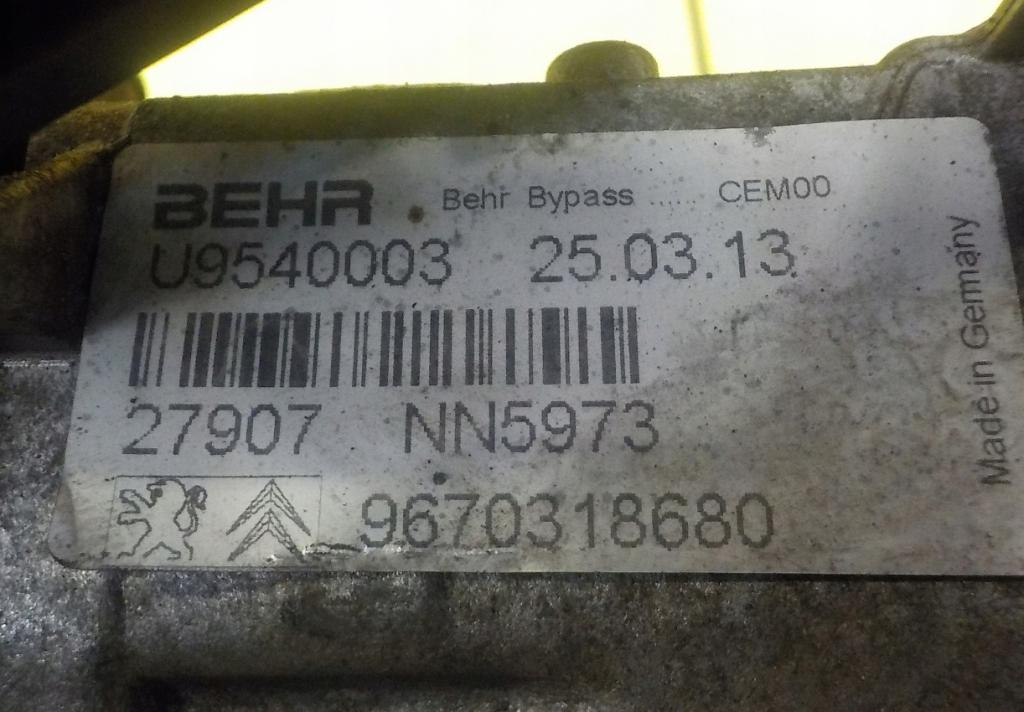 BEHR Behr Bypass ...... CEM00
U9540003 25.03.13
27907 NN5973
9670318680
Made in Germany